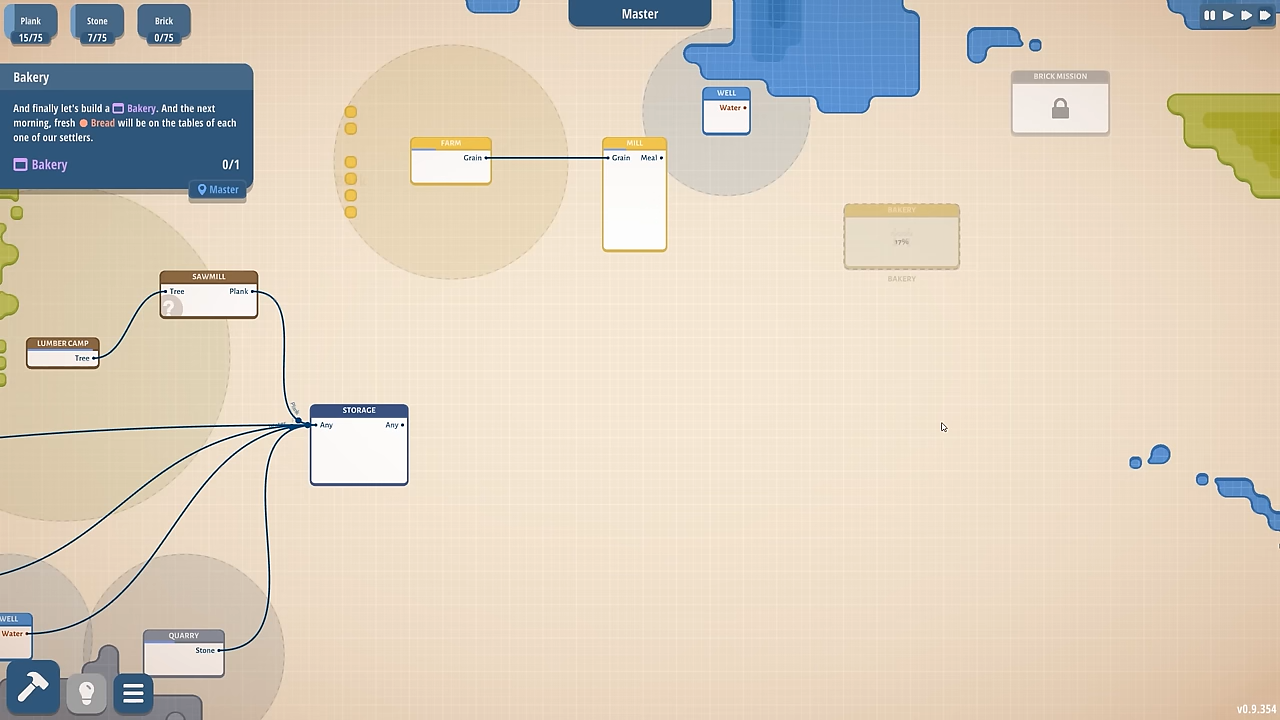 Plank
15/75
Stone
7/75
Brick
0/75
Master
Bakery
And finally let's build a Bakery. And the next
morning, fresh Bread will be on the tables of each
one of our settlers.
Bakery 0/1
Master
BRICK MISSION
WELL
Water
FARM
Grain
MILL
Grain Meal
BAKERY
17%
BAKERY
SAWMILL
Tree Plank
?
LUMBER CAMP
Tree
STORAGE
Any Any
WELL
Water
QUARRY
Stone
v0.9.354